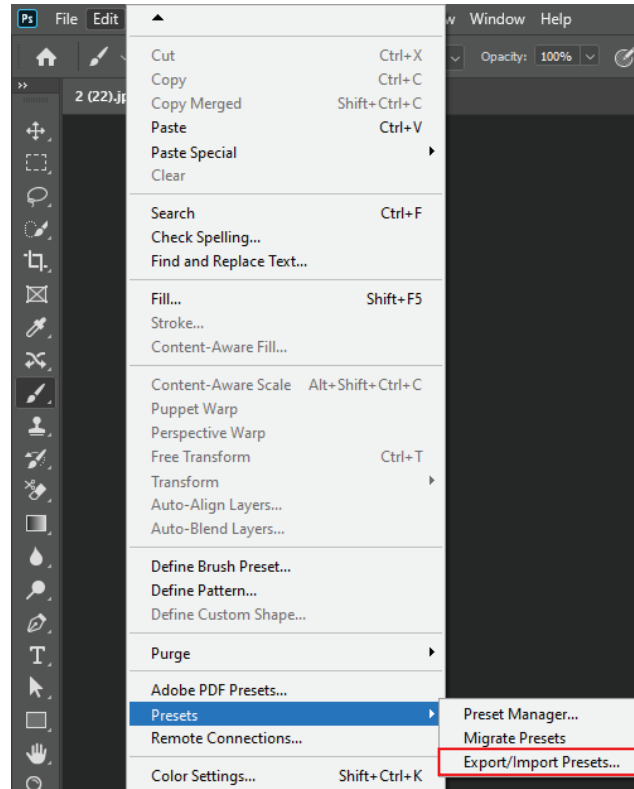 Ps File Edit w Window Help
Opacity: 100%
2 (22).jp
Cut Ctrl+X
Copy Ctrl+C
Copy Merged Shift+Ctrl+C
Paste Ctrl+V
Paste Special
Clear
Search Ctrl+F
Check Spelling...
Find and Replace Text...
Fill... Shift+F5
Stroke...
Content-Aware Fill...
Content-Aware Scale Alt+Shift+Ctrl+C
Puppet Warp
Perspective Warp
Free Transform Ctrl+T
Transform
Auto-Align Layers...
Auto-Blend Layers...
Define Brush Preset...
Define Pattern...
Define Custom Shape...
Purge
Adobe PDF Presets...
Presets
Preset Manager...
Remote Connections...
Migrate Presets
Export/Import Presets...
Color Settings... Shift+Ctrl+K